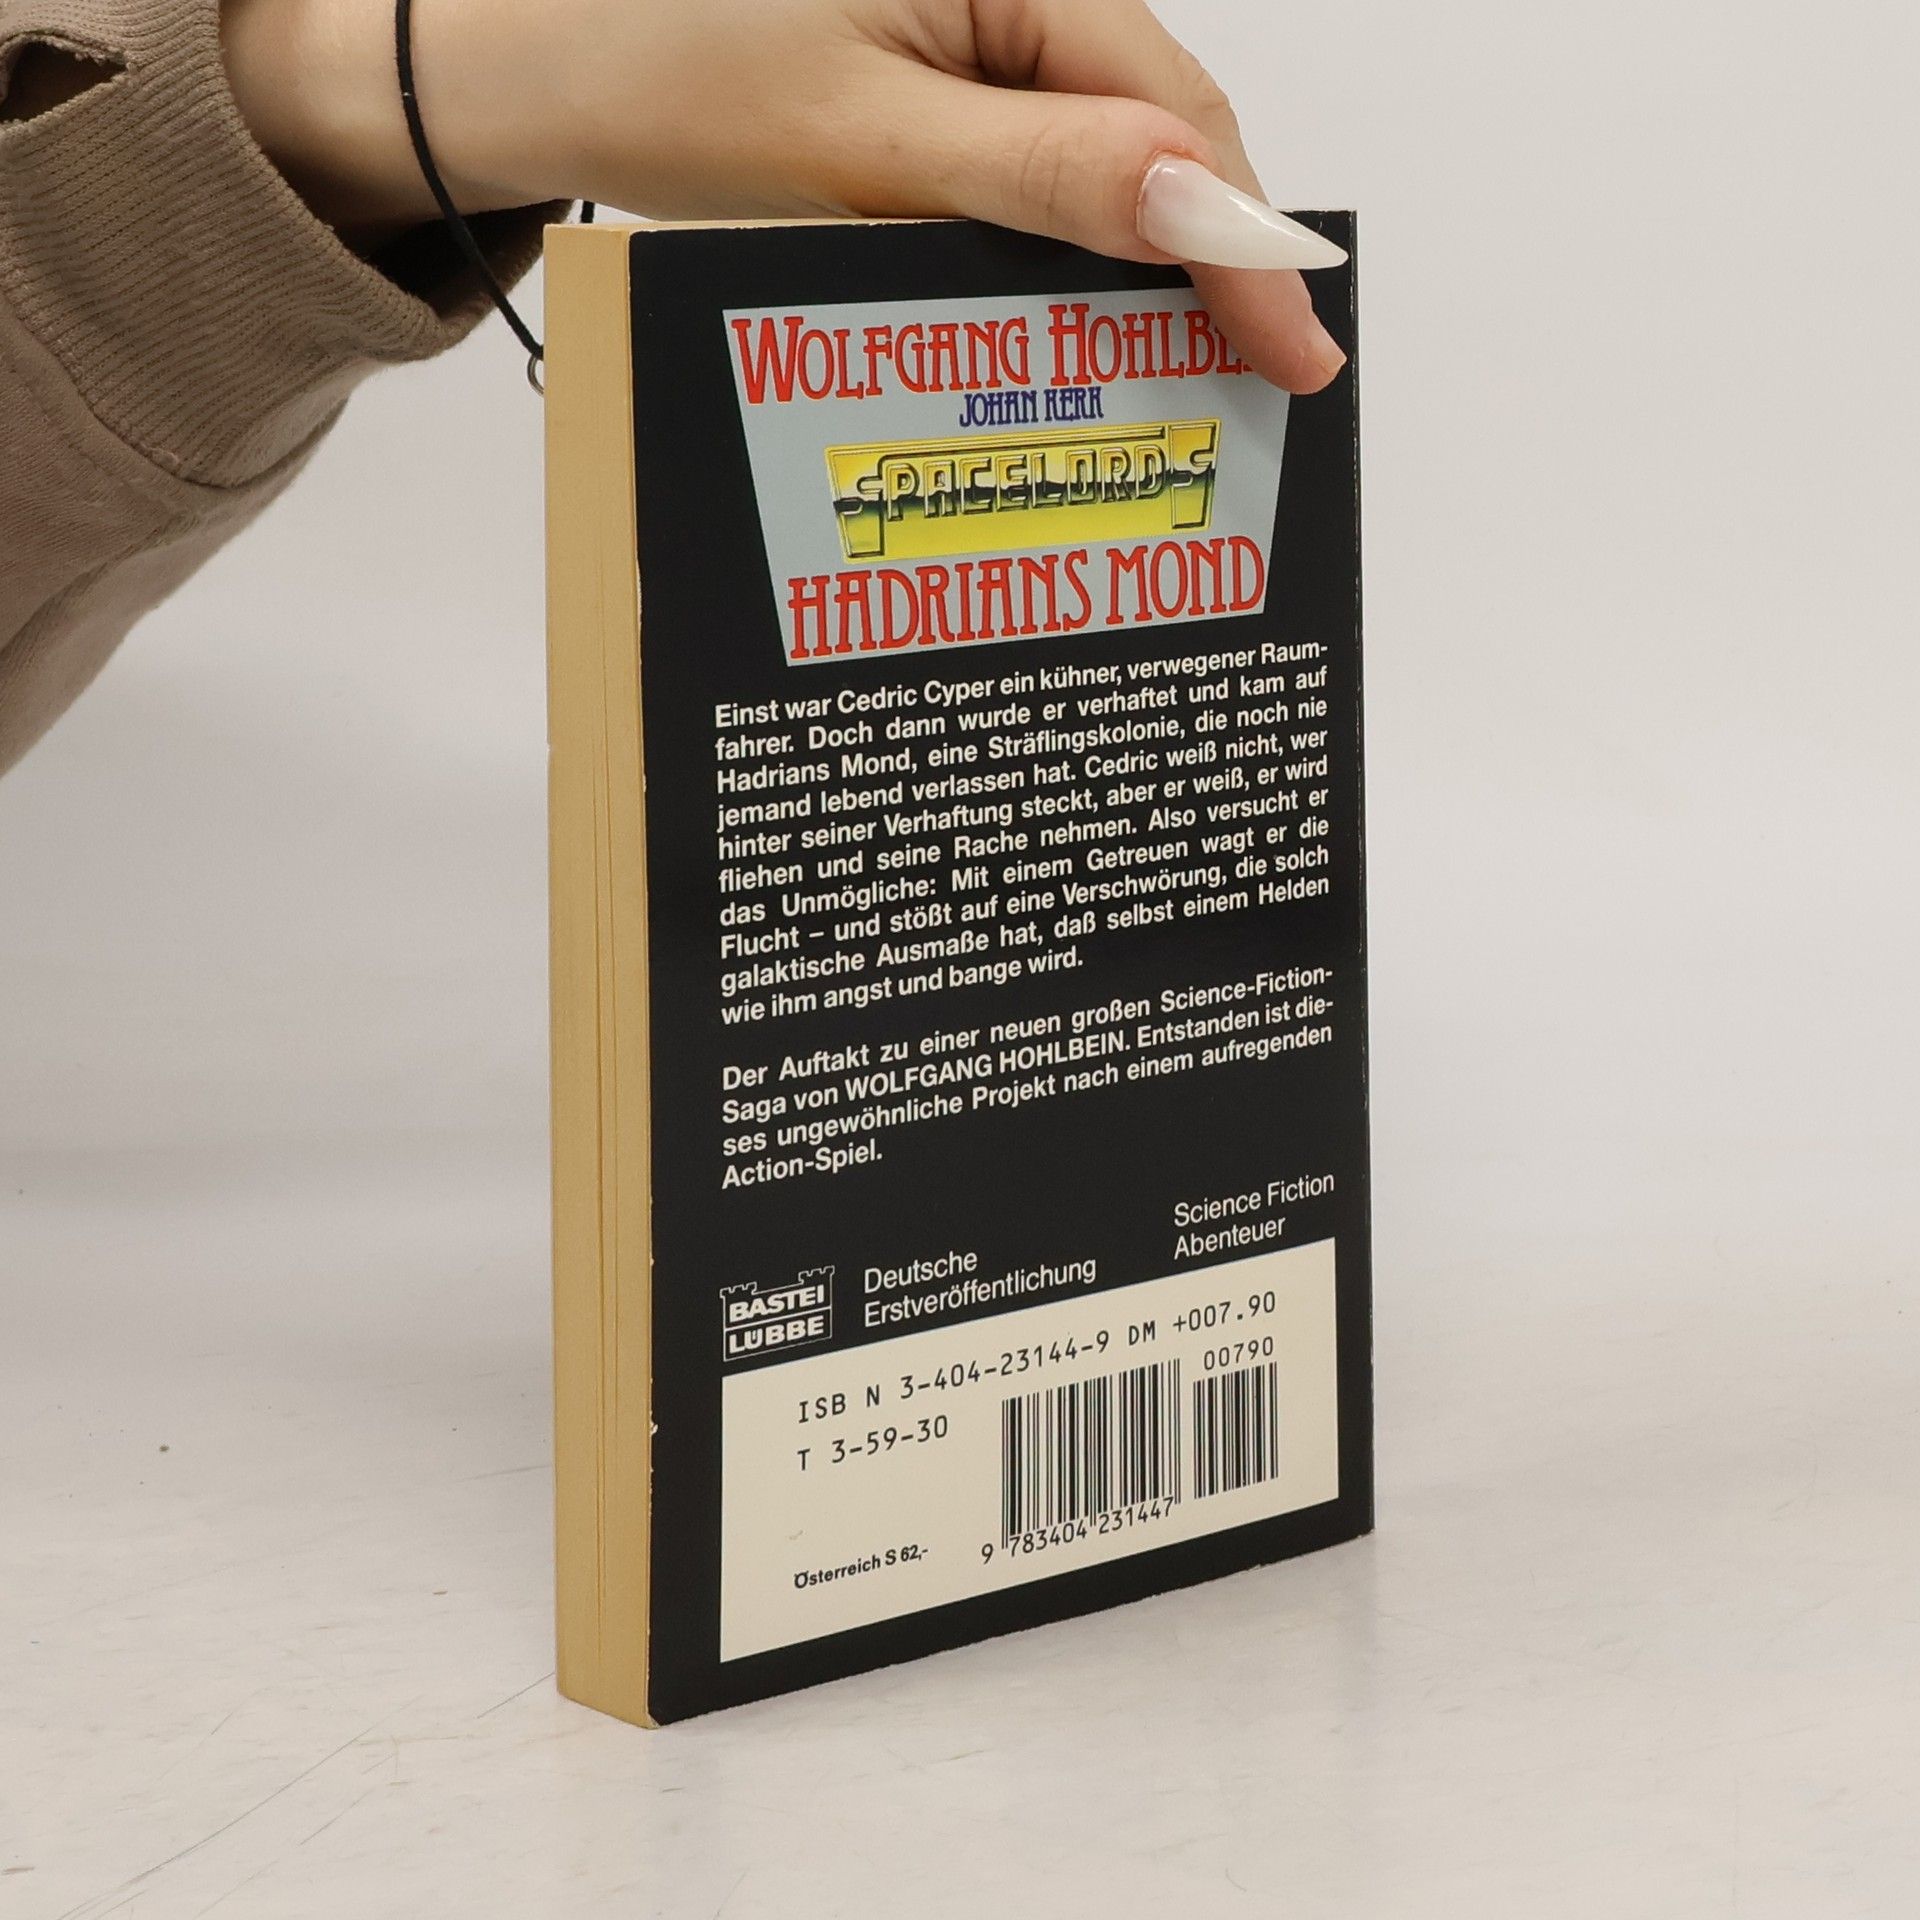 WOLFGANG HOHLBE
JOHAN KERK
SPACELORDS
HADRIANS MOND
Einst war Cedric Cyper ein kühner, verwegener Raum-
fahrer. Doch dann wurde er verhaftet und kam auf
Hadrians Mond, eine Sträflingskolonie, die noch nie
jemand lebend verlassen hat. Cedric weiß nicht, wer
hinter seiner Verhaftung steckt, aber er weiß, er wird
fliehen und seine Rache nehmen. Also versucht er
das Unmögliche: Mit einem Getreuen wagt er die
Flucht – und stößt auf eine Verschwörung, die solch
galaktische Ausmaße hat, daß selbst einem Helden
wie ihm angst und bange wird.
Der Auftakt zu einer neuen großen Science-Fiction-
Saga von WOLFGANG HOHLBEIN. Entstanden ist die-
ses ungewöhnliche Projekt nach einem aufregenden
Action-Spiel.
Science Fiction
Abenteuer
Deutsche
Erstveröffentlichung
BASTEI
LÜBBE
ISB N 3-404-23144-9 DM +007.90
00790
T 3-59-30
9 783404 231447
Österreich S 62,-